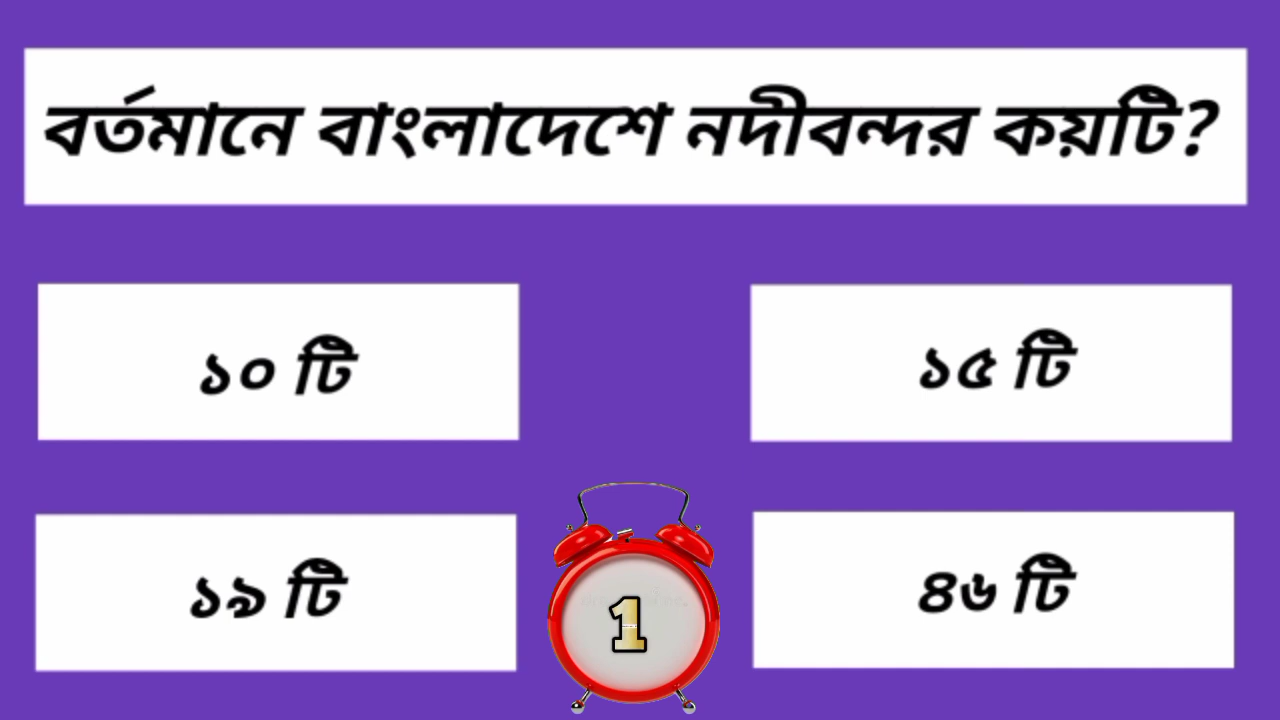 বর্তমানে বাংলাদেশে নদীবন্দর কয়টি?
১০ টি
১৫ টি
১৯ টি
৪৬ টি
1